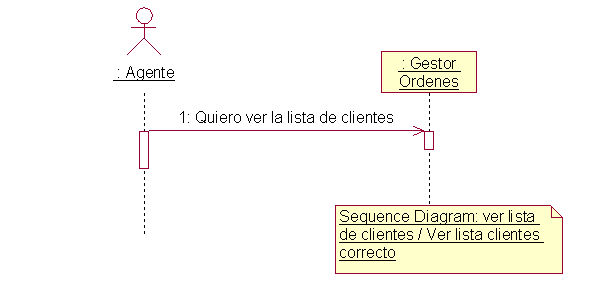 : Agente
: Gestor
Ordenes
1: Quiero ver la lista de clientes
Sequence Diagram: ver lista
de clientes / Ver lista clientes
correcto